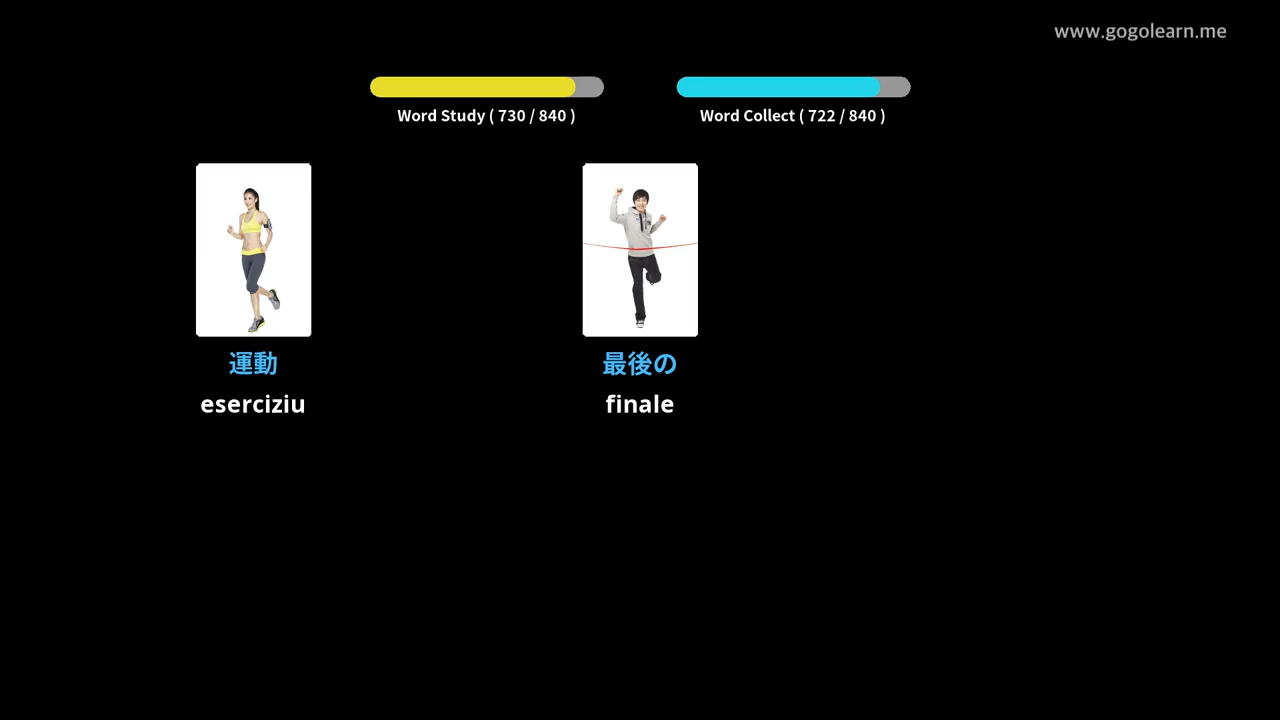 www.gogolearn.me
Word Study ( 730 / 840 )
Word Collect ( 722 / 840 )
運動
eserciziu
最後の
finale